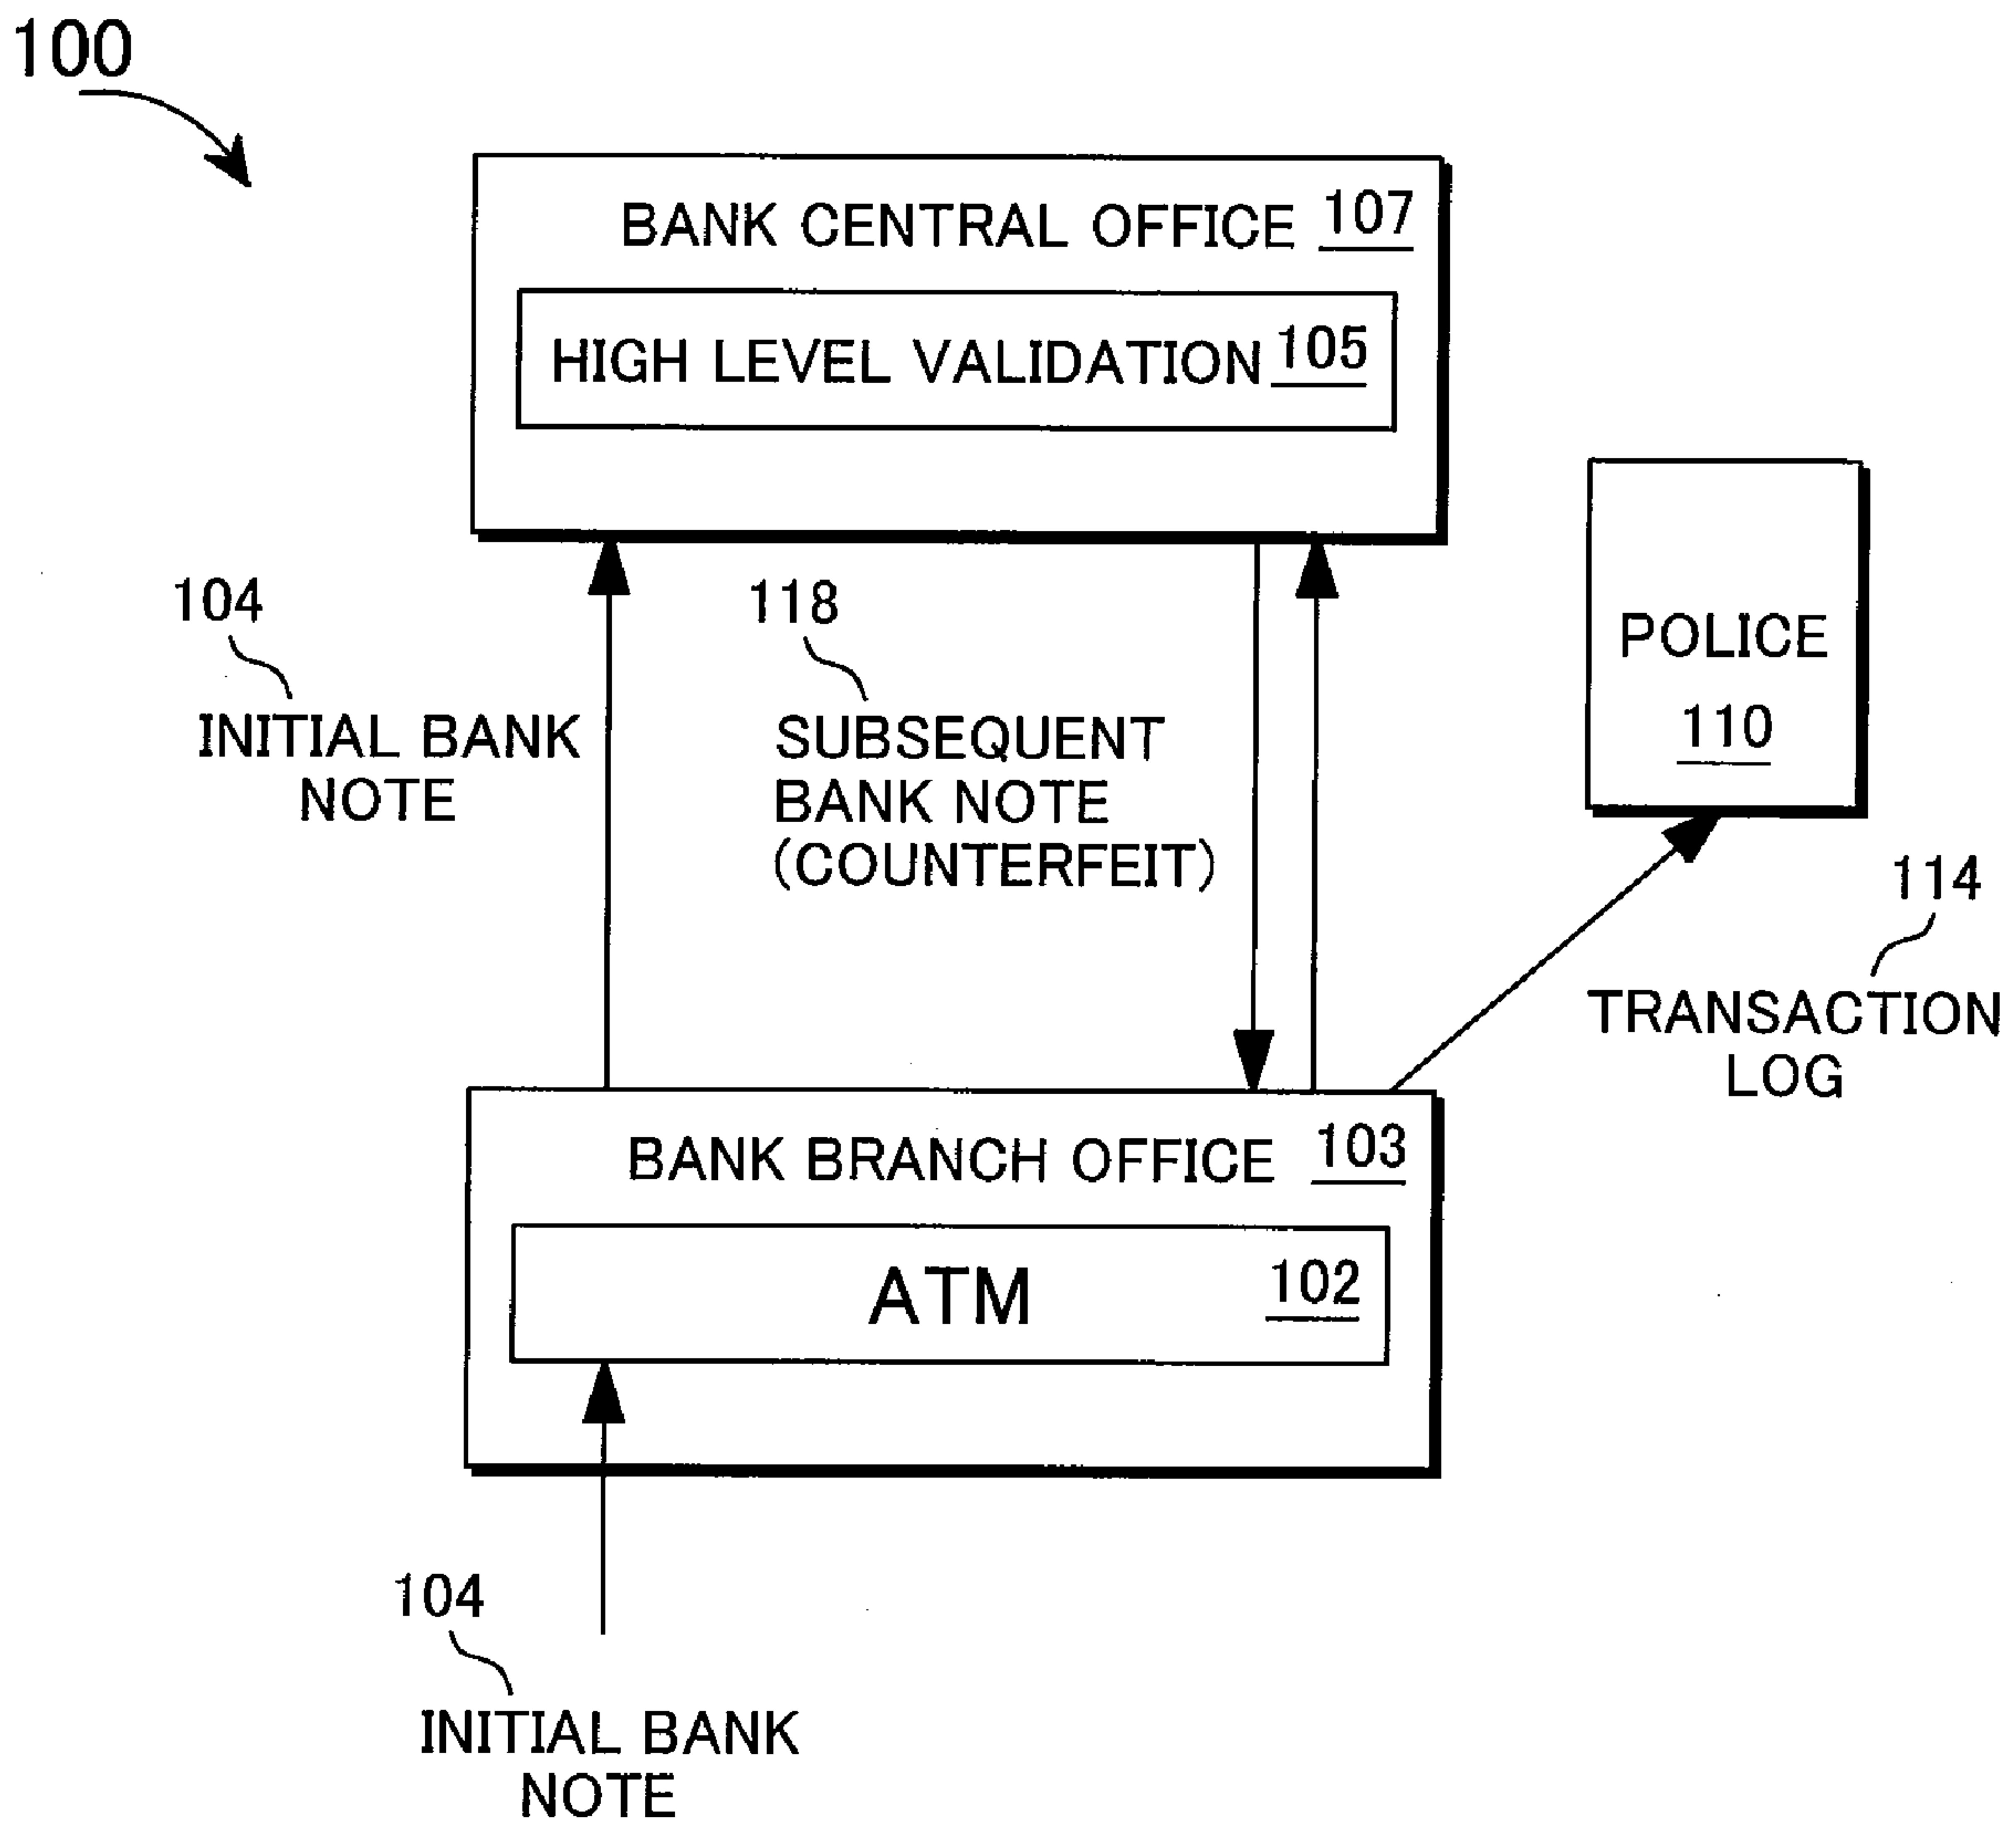 100
BANK CENTRAL OFFICE 107
HIGH LEVEL VALIDATION 105
104
INITIAL BANK
NOTE
118
SUBSEQUENT
BANK NOTE
(COUNTERFEIT)
POLICE
110
114
TRANSACTION
LOG
BANK BRANCH OFFICE 103
ATM 102
104
INITIAL BANK
NOTE